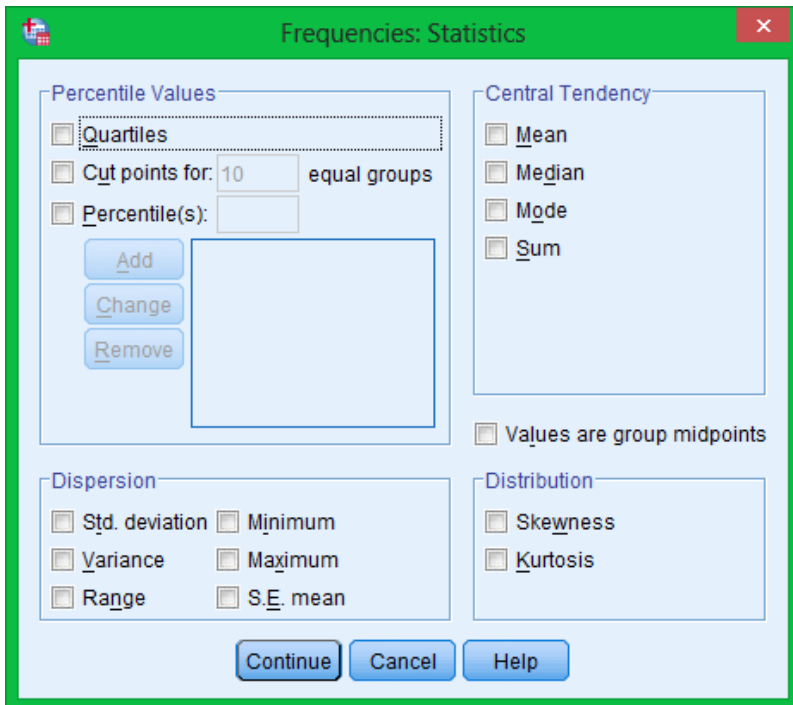 Frequencies: Statistics
Percentile Values
Quartiles
Cut points for: 10 equal groups
Percentile(s):
Add
Change
Remove
Central Tendency
Mean
Median
Mode
Sum
Values are group midpoints
Dispersion
Std. deviation Minimum
Variance Maximum
Range S.E. mean
Distribution
Skewness
Kurtosis
Continue Cancel Help